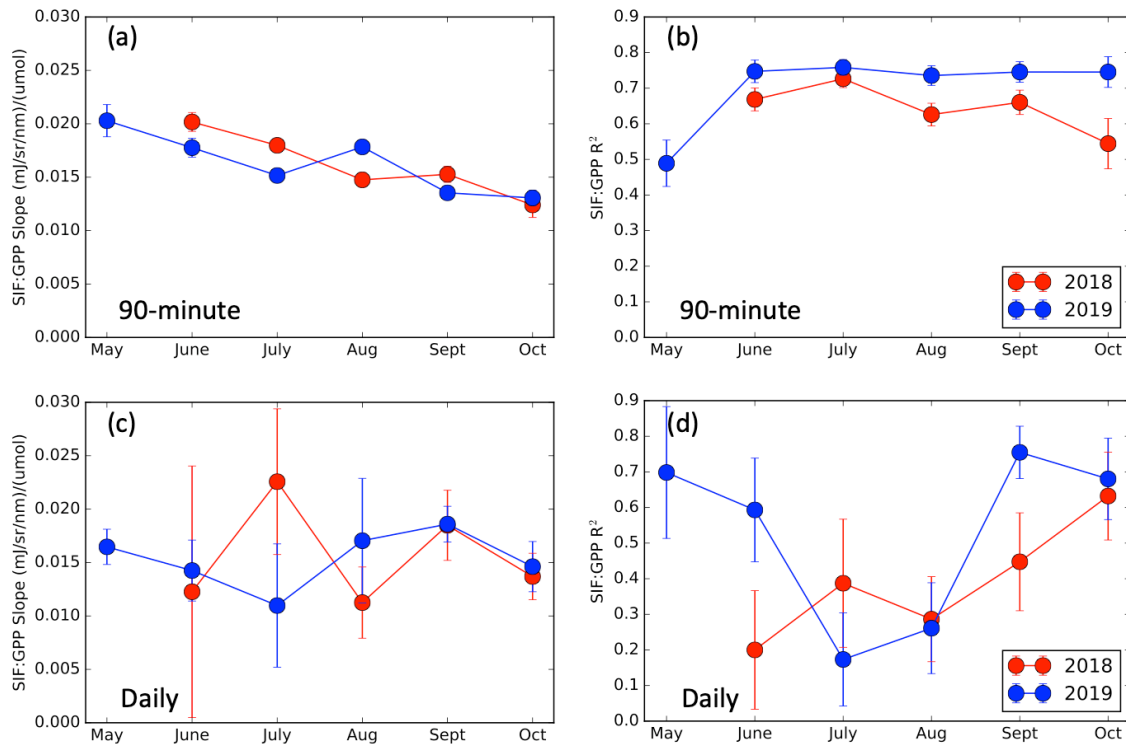 (a)
0.030
0.025
0.020
0.015
0.010
0.005
0.000
SIF:GPP Slope (mJ/sr/nm)/(umol)
90-minute
May June July Aug Sept Oct
(b)
0.9
0.8
0.7
0.6
0.5
0.4
0.3
0.2
0.1
0.0
SIF:GPP R²
90-minute
2018
2019
May June July Aug Sept Oct
(c)
0.030
0.025
0.020
0.015
0.010
0.005
0.000
SIF:GPP Slope (mJ/sr/nm)/(umol)
Daily
May June July Aug Sept Oct
(d)
0.9
0.8
0.7
0.6
0.5
0.4
0.3
0.2
0.1
0.0
SIF:GPP R²
Daily
2018
2019
May June July Aug Sept Oct